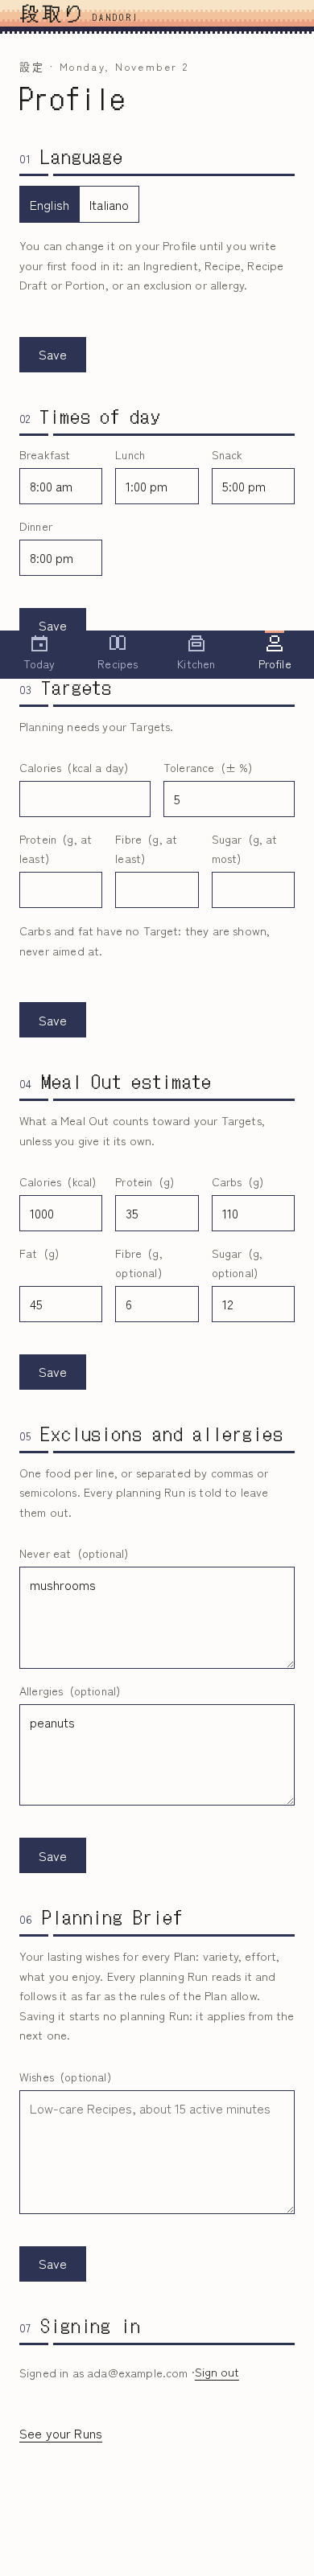 段取り DANDORI
設定 · Monday, November 2
Profile
01 Language
English Italiano
You can change it on your Profile until you write
your first food in it: an Ingredient, Recipe, Recipe
Draft or Portion, or an exclusion or allergy.
Save
02 Times of day
Breakfast Lunch Snack
8:00 am 1:00 pm 5:00 pm
Dinner
8:00 pm
Save
Today Recipes Kitchen Profile
03 Targets
Planning needs your Targets.
Calories (kcal a day) Tolerance (± %)
5
Protein (g, at Fibre (g, at Sugar (g, at
least) least) most)
Carbs and fat have no Target: they are shown,
never aimed at.
Save
04 Meal Out estimate
What a Meal Out counts toward your Targets,
unless you give it its own.
Calories (kcal) Protein (g) Carbs (g)
1000 35 110
Fat (g) Fibre (g, Sugar (g,
optional) optional)
45 6 12
Save
05 Exclusions and allergies
One food per line, or separated by commas or
semicolons. Every planning Run is told to leave
them out.
Never eat (optional)
mushrooms
Allergies (optional)
peanuts
Save
06 Planning Brief
Your lasting wishes for every Plan: variety, effort,
what you enjoy. Every planning Run reads it and
follows it as far as the rules of the Plan allow.
Saving it starts no planning Run: it applies from the
next one.
Wishes (optional)
Low-care Recipes, about 15 active minutes
Save
07 Signing in
Signed in as ada@example.com ·Sign out
See your Runs